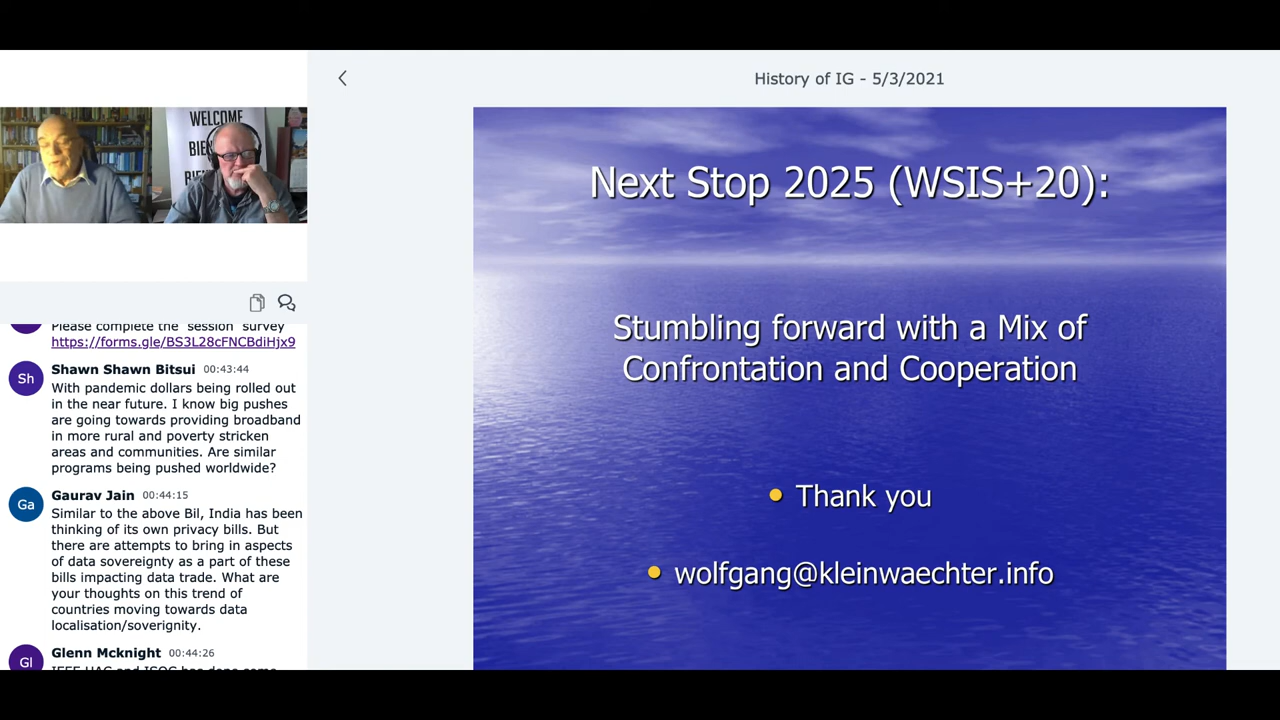 History of IG - 5/3/2021
WELCOME
BIE
Please complete the "session" survey
https://forms.gle/BS3L28cFNCBdiHjx9
Sh
Shawn Shawn Bitsui 00:43:44
With pandemic dollars being rolled out
in the near future. I know big pushes
are going towards providing broadband
in more rural and poverty stricken
areas and communities. Are similar
programs being pushed worldwide?
Ga
Gaurav Jain 00:44:15
Similar to the above Bil, India has been
thinking of its own privacy bills. But
there are attempts to bring in aspects
of data sovereignty as a part of these
bills impacting data trade. What are
your thoughts on this trend of
countries moving towards data
localisation/soverignity.
Gl
Glenn Mcknight 00:44:26
Next Stop 2025 (WSIS+20):
Stumbling forward with a Mix of
Confrontation and Cooperation
• Thank you
• wolfgang@kleinwaechter.info